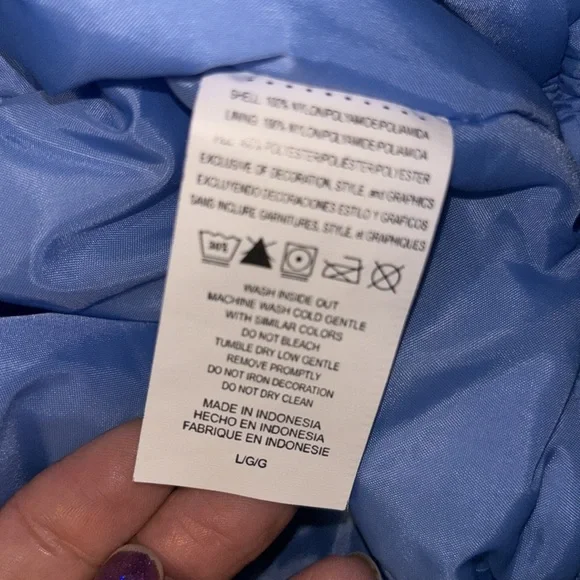 SHELL: 100% NYLON/POLYAMIDE/POLIAMIDA
LINING: 100% NYLON/POLYAMIDE/POLIAMIDA
POLYESTER/POLIÉSTER/POLYESTER
EXCLUSIVE OF DECORATION, STYLE, and GRAPHICS
EXCLUYENDO DECORACIONES ESTILO Y GRAFICOS
SANS INCLURE GARNITURES, STYLE, et GRAPHIQUES
WASH INSIDE OUT
MACHINE WASH COLD GENTLE
WITH SIMILAR COLORS
DO NOT BLEACH
TUMBLE DRY LOW GENTLE
REMOVE PROMPTLY
DO NOT IRON DECORATION
DO NOT DRY CLEAN
MADE IN INDONESIA
HECHO EN INDONESIA
FABRIQUE EN INDONESIE
L/G/G